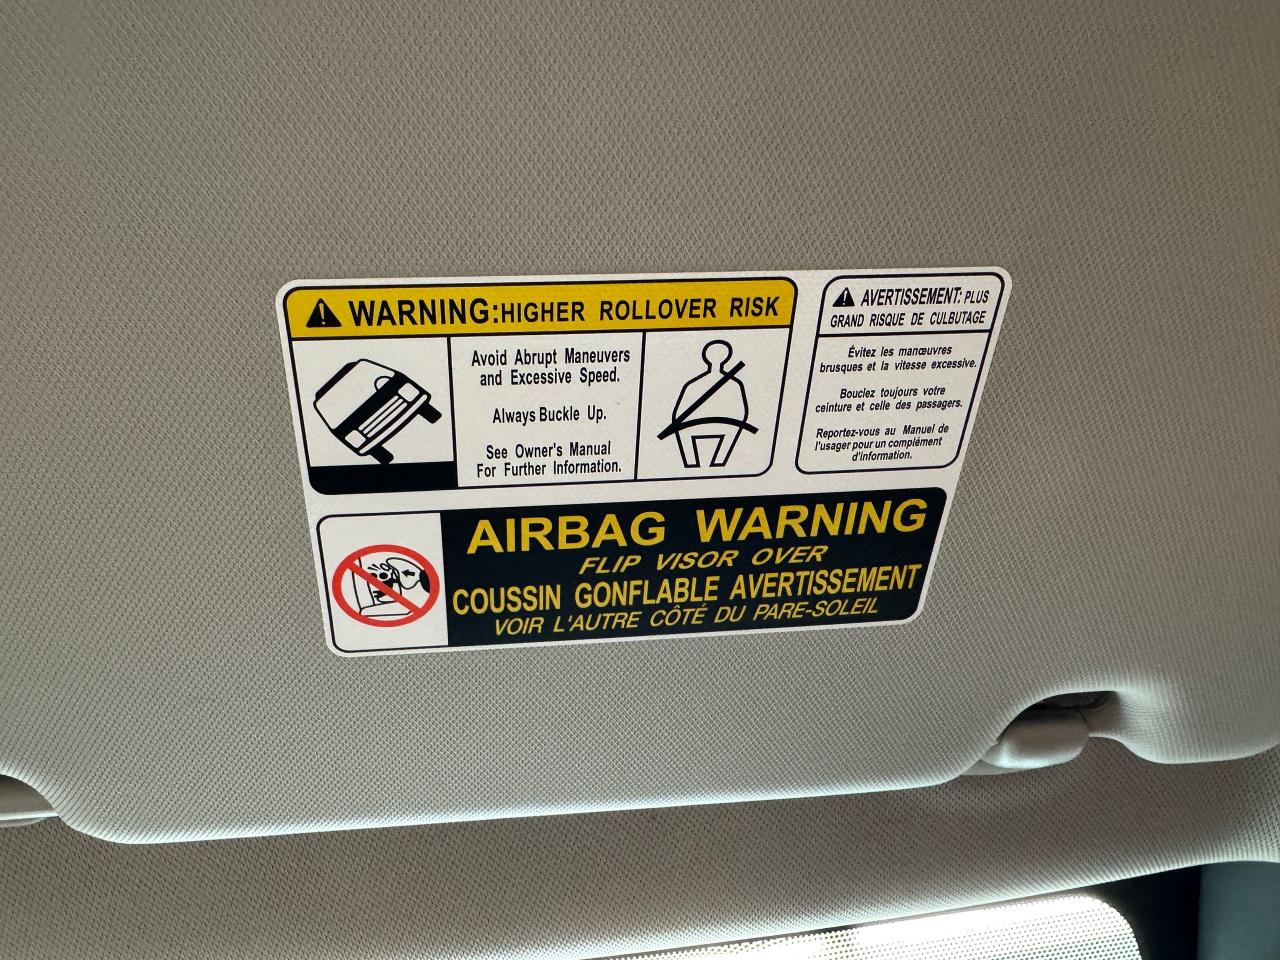 WARNING:HIGHER ROLLOVER RISK
Avoid Abrupt Maneuvers
and Excessive Speed.
Always Buckle Up.
See Owner's Manual
For Further Information.
AVERTISSEMENT: PLUS
GRAND RISQUE DE CULBUTAGE
Évitez les manœuvres
brusques et la vitesse excessive.
Bouclez toujours votre
ceinture et celle des passagers.
Reportez-vous au Manuel de
l'usager pour un complément
d'information.
AIRBAG WARNING
FLIP VISOR OVER
COUSSIN GONFLABLE AVERTISSEMENT
VOIR L'AUTRE CÔTÉ DU PARE-SOLEIL